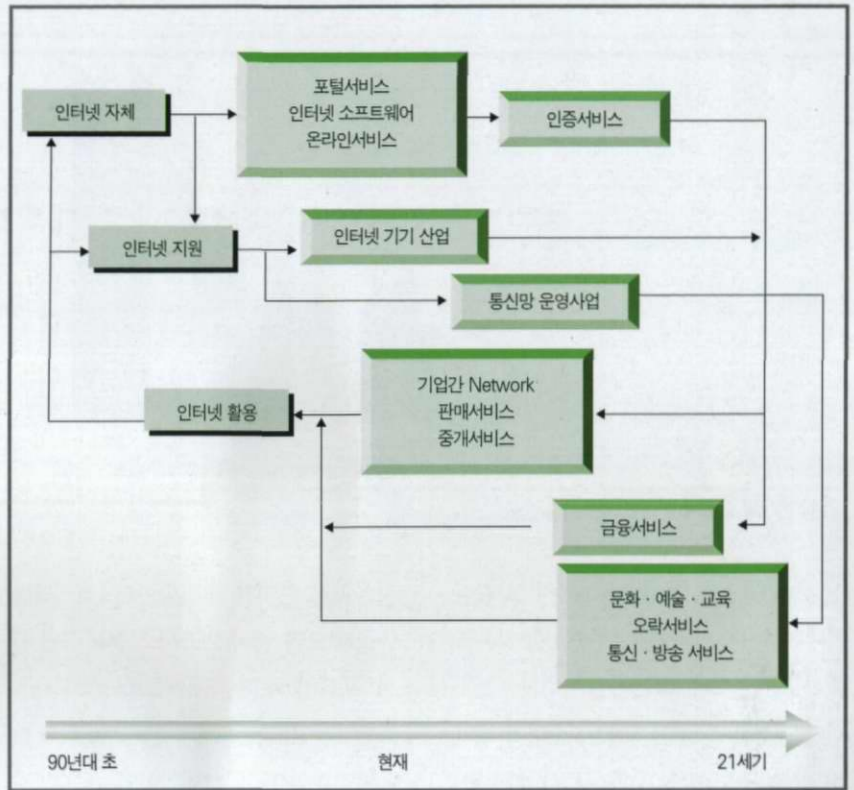 인터넷 자체
포털서비스
인터넷 소프트웨어
온라인서비스
인증서비스
인터넷 지원
인터넷 기기 산업
통신망 운영사업
인터넷 활용
기업간 Network
판매서비스
중개서비스
금융서비스
문화 · 예술 · 교육
오락서비스
통신 · 방송 서비스
90년대 초
현재
21세기